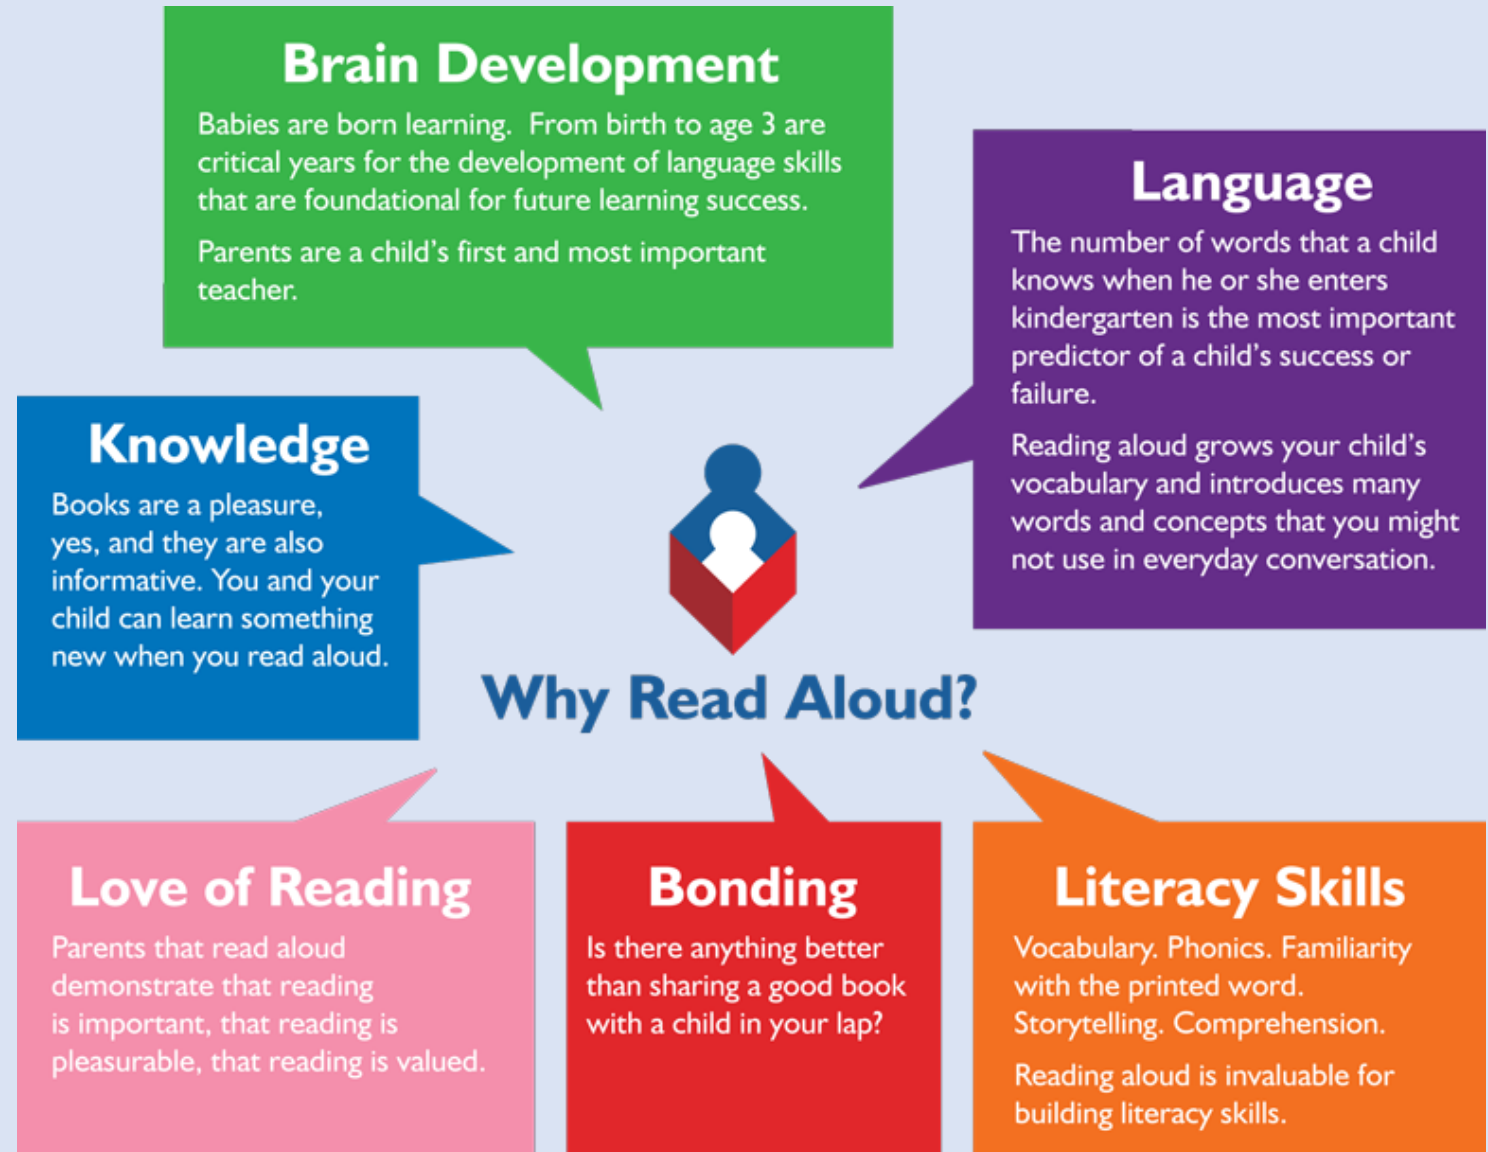 Brain Development
Babies are born learning.  From birth to age 3 are
critical years for the development of language skills
that are foundational for future learning success.
Parents are a child's first and most important
teacher.
Language
The number of words that a child
knows when he or she enters
kindergarten is the most important
predictor of a child's success or
failure.
Reading aloud grows your child's
vocabulary and introduces many
words and concepts that you might
not use in everyday conversation.
Knowledge
Books are a pleasure,
yes, and they are also
informative. You and your
child can learn something
new when you read aloud.
Why Read Aloud?
Love of Reading
Parents that read aloud
demonstrate that reading
is important, that reading is
pleasurable, that reading is valued.
Bonding
Is there anything better
than sharing a good book
with a child in your lap?
Literacy Skills
Vocabulary. Phonics. Familiarity
with the printed word.
Storytelling. Comprehension.
Reading aloud is invaluable for
building literacy skills.